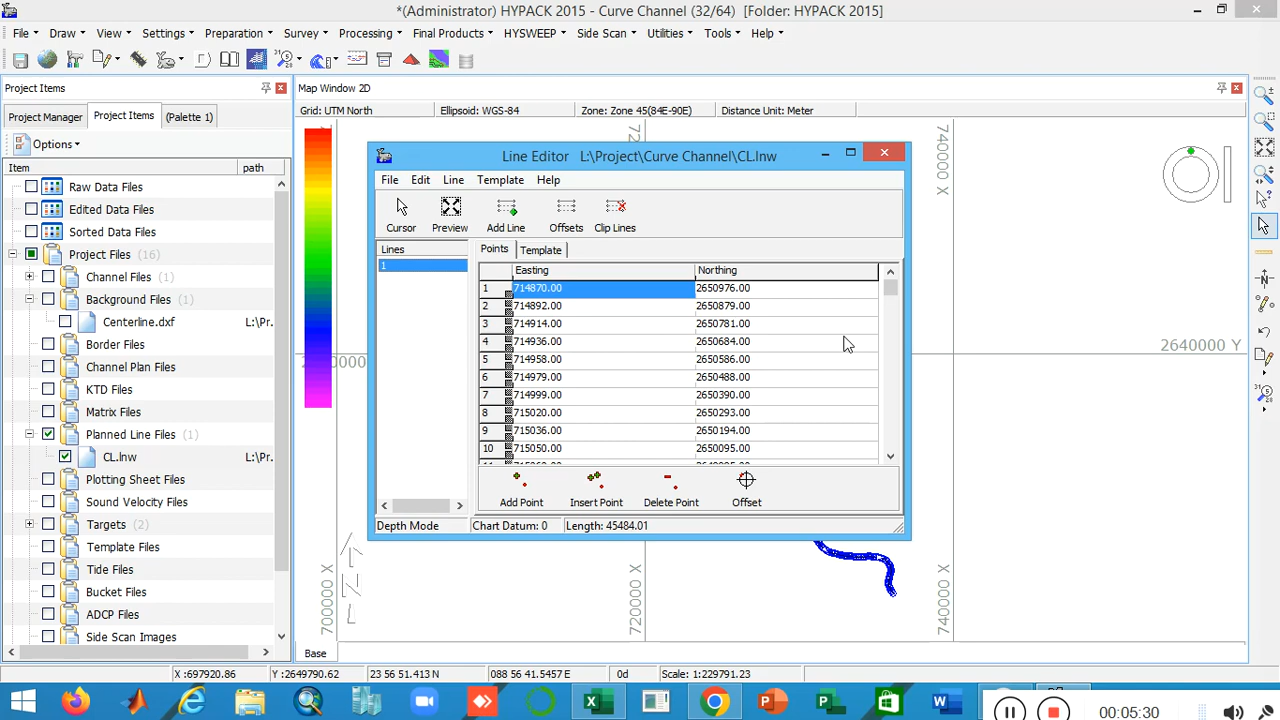 *(Administrator) HYPACK 2015 - Curve Channel (32/64) [Folder: HYPACK 2015]
File Draw View Settings Preparation Survey Processing Final Products HYSWEEP Side Scan Utilities Tools Help
Project Items
Map Window 2D
Project Manager Project Items (Palette 1)
Grid: UTM North Ellipsoid: WGS-84 Zone: Zone 45(84E-90E) Distance Unit: Meter
Options
Item path
Raw Data Files
Edited Data Files
Sorted Data Files
Project Files (16)
Channel Files (1)
Background Files (1)
Centerline.dxf L:\Pr.
Border Files
Channel Plan Files
KTD Files
Matrix Files
Planned Line Files (1)
CL.lnw L:\Pr.
Plotting Sheet Files
Sound Velocity Files
Targets (2)
Template Files
Tide Files
Bucket Files
ADCP Files
Side Scan Images
740000 X
2640000 Y
Line Editor L:\Project\Curve Channel\CL.lnw
File Edit Line Template Help
Cursor Preview Add Line Offsets Clip Lines
Lines
1
Points Template
Easting Northing
1 714870.00 2650976.00
2 714892.00 2650879.00
3 714914.00 2650781.00
4 714936.00 2650684.00
5 714958.00 2650586.00
6 714979.00 2650488.00
7 714999.00 2650390.00
8 715020.00 2650293.00
9 715036.00 2650194.00
10 715050.00 2650095.00
Add Point Insert Point Delete Point Offset
Depth Mode Chart Datum: 0 Length: 45484.01
700000 X
720000 X
740000 X
Base
X :697920.86 Y :2649790.62 23 56 51.413 N 088 56 41.5457 E 0d Scale: 1:229791.23
00:05:30